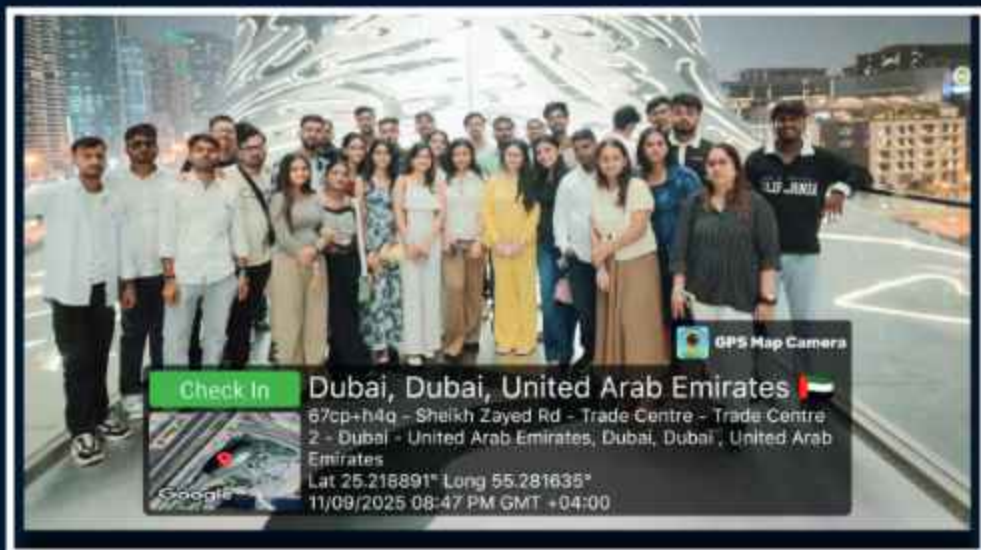 GPS Map Camera
Check In
Dubai, Dubai, United Arab Emirates
67cp+h4q - Sheikh Zayed Rd - Trade Centre - Trade Centre
2 - Dubai - United Arab Emirates, Dubai, Dubai , United Arab
Emirates
Lat 25.218891° Long 55.281635°
11/09/2025 08:47 PM GMT +04:00
Google